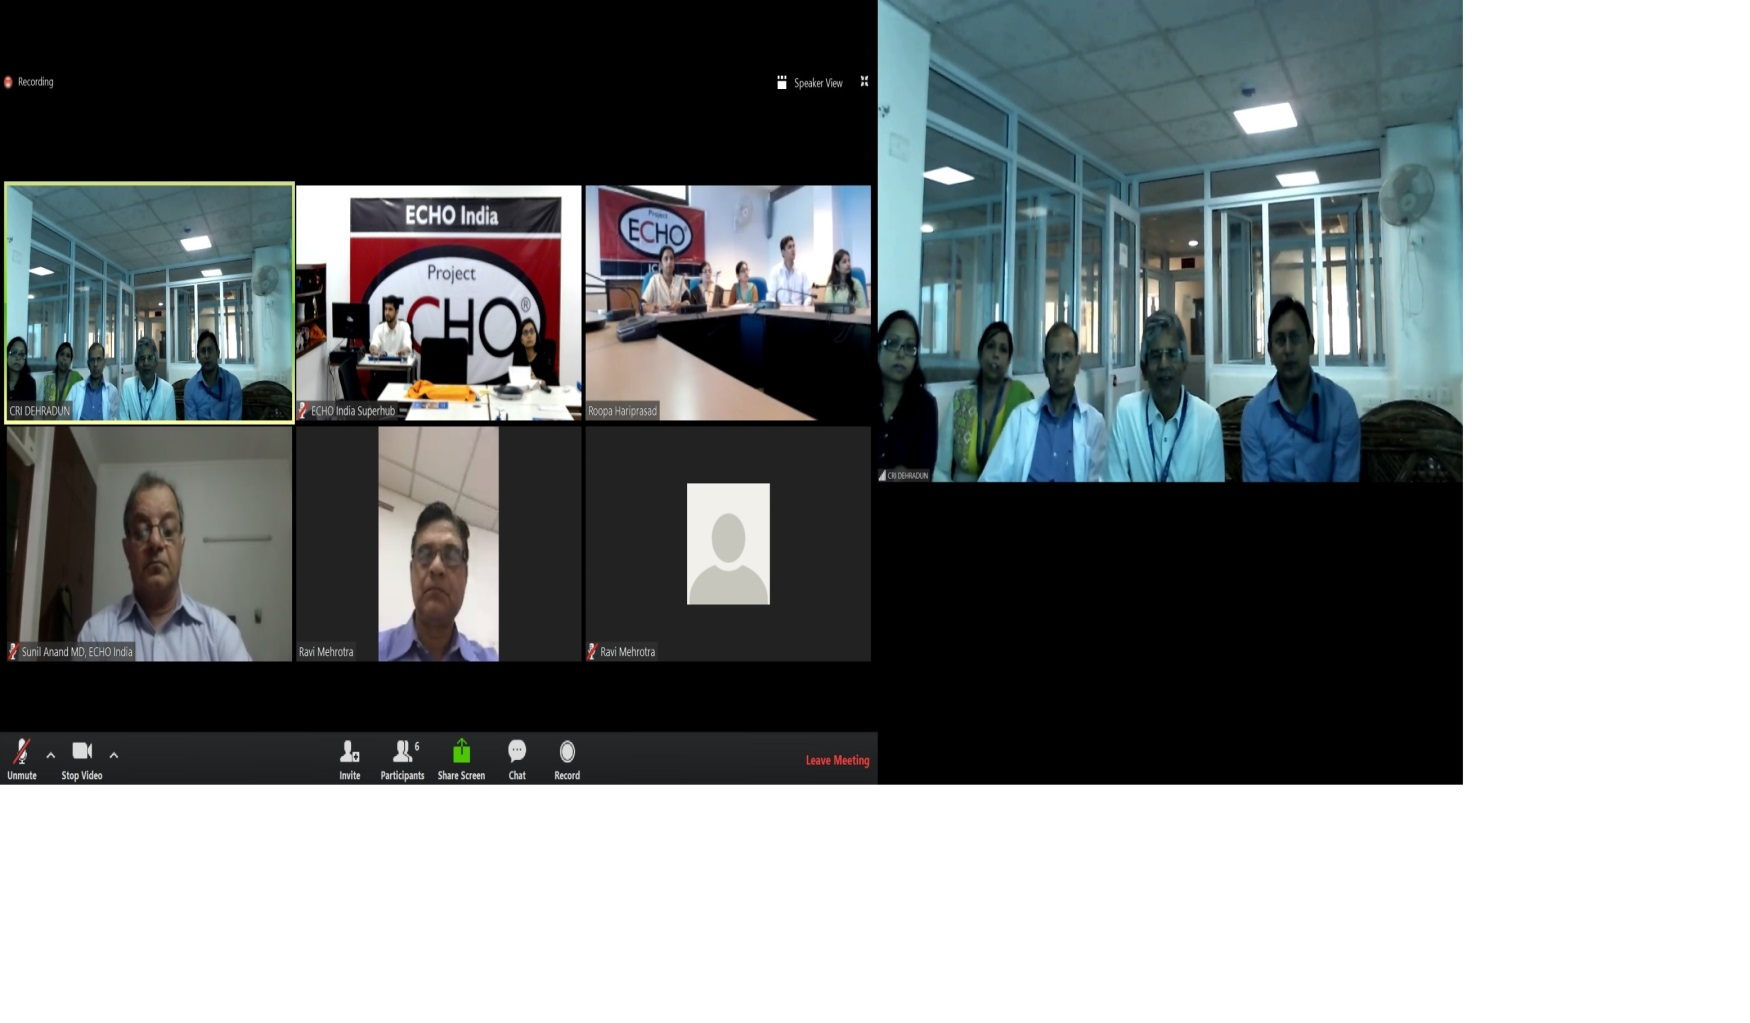 Recording
Speaker View
ECHO India
Project
ECHO®
CRI DEHRADUN
ECHO India Superhub
Project
ECHO®
Roopa Hariprasad
Sunil Anand MD, ECHO India
Ravi Mehrotra
Ravi Mehrotra
Unmute
Stop Video
Invite
6
Participants
Share Screen
Chat
Record
Leave Meeting
CRI DEHRADUN